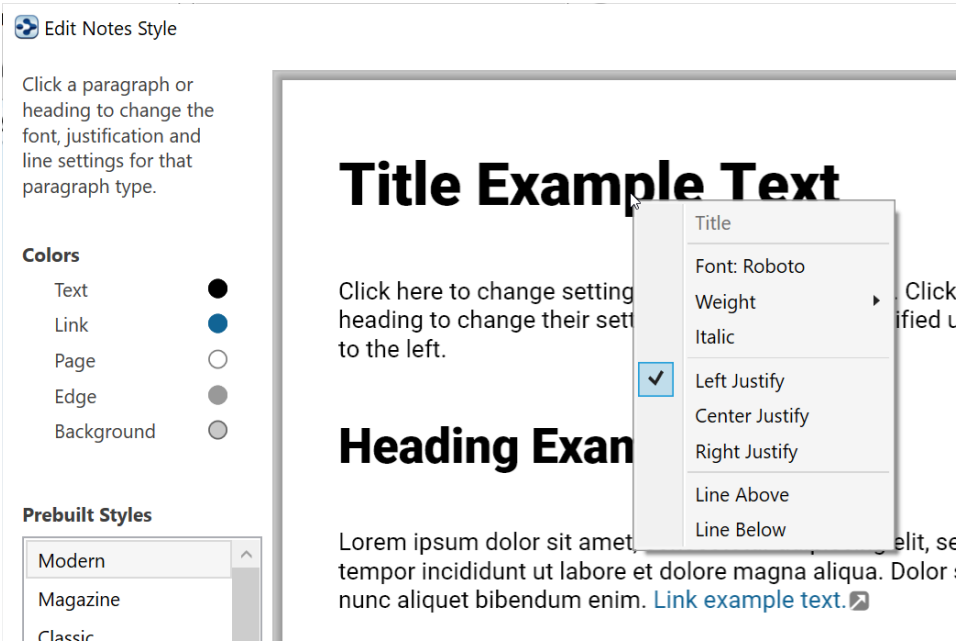 Edit Notes Style
Click a paragraph or
heading to change the
font, justification and
line settings for that
paragraph type.
Colors
Text
Link
Page
Edge
Background
Prebuilt Styles
Modern
Magazine
Classic
Title Example Text
Click here to change setting
. Click
heading to change their sett
ified u
to the left.
Heading Exam
Lorem ipsum dolor sit amet,
elit, se
tempor incididunt ut labore et dolore magna aliqua. Dolor s
nunc aliquet bibendum enim. Link example text.
Title
Font: Roboto
Weight
Italic
Left Justify
Center Justify
Right Justify
Line Above
Line Below